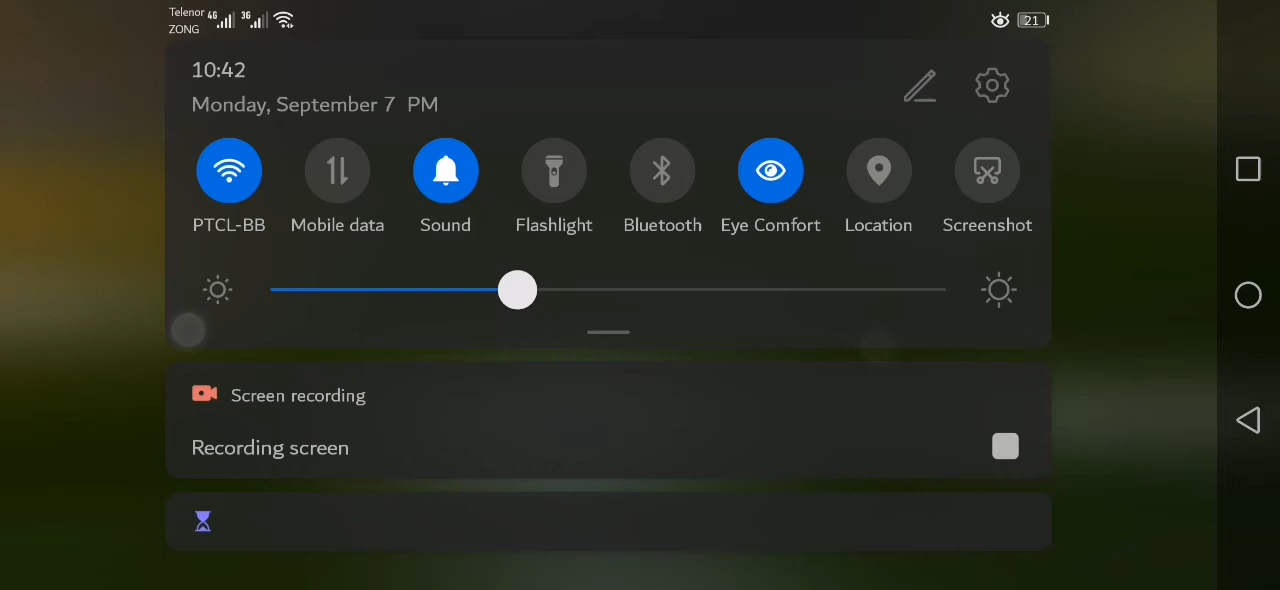 Telenor 4G 3G
ZONG
21
10:42
Monday, September 7 PM
PTCL-BB
Mobile data
Sound
Flashlight
Bluetooth
Eye Comfort
Location
Screenshot
Screen recording
Recording screen